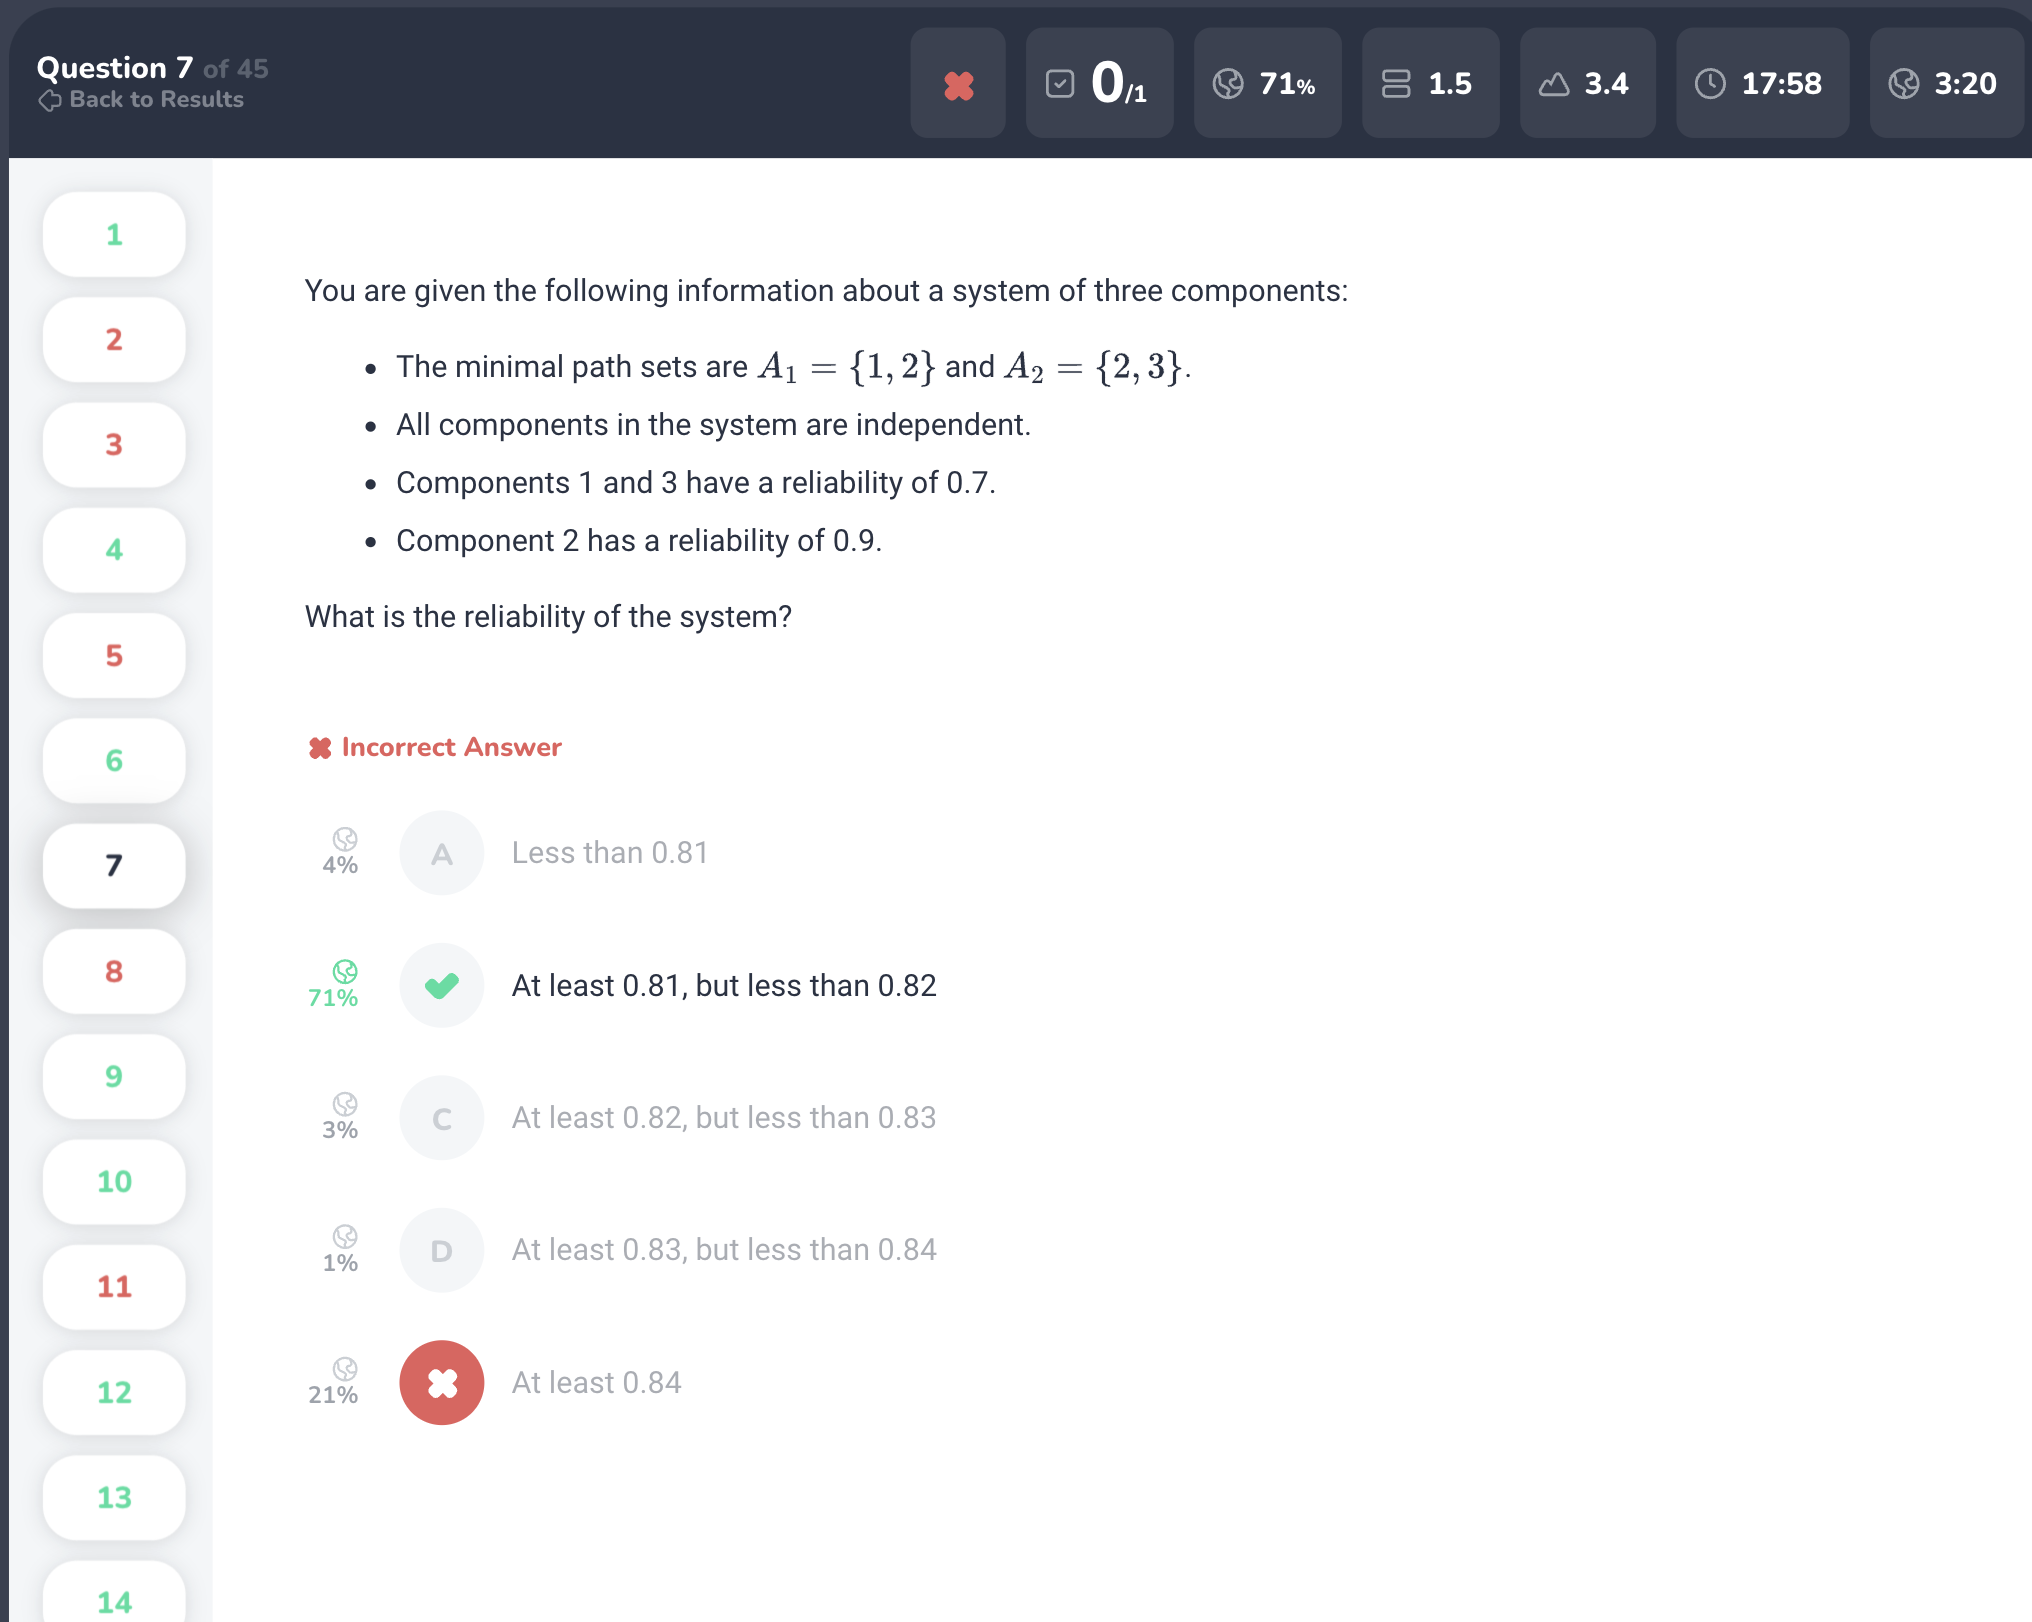 Question 7 of 45
Back to Results
0/1
71%
1.5
3.4
17:58
3:20
1
2
3
4
5
6
7
8
9
10
11
12
13
14
You are given the following information about a system of three components:
• The minimal path sets are A₁ = {1, 2} and A₂ = {2, 3}.
• All components in the system are independent.
• Components 1 and 3 have a reliability of 0.7.
• Component 2 has a reliability of 0.9.
What is the reliability of the system?
Incorrect Answer
4% A Less than 0.81
71% At least 0.81, but less than 0.82
3% C At least 0.82, but less than 0.83
1% D At least 0.83, but less than 0.84
21% At least 0.84